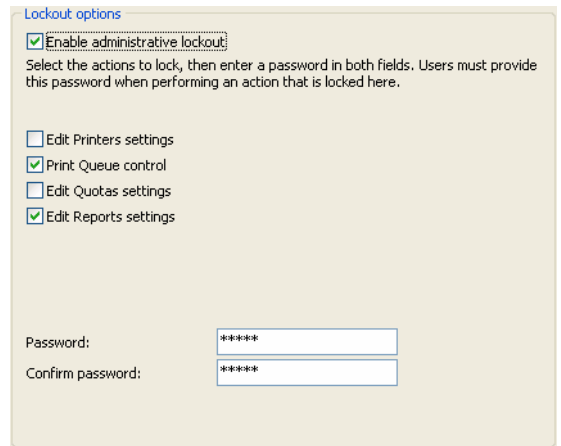 Lockout options
Enable administrative lockout
Select the actions to lock, then enter a password in both fields. Users must provide
this password when performing an action that is locked here.
Edit Printers settings
Print Queue control
Edit Quotas settings
Edit Reports settings
Password: *****
Confirm password: *****